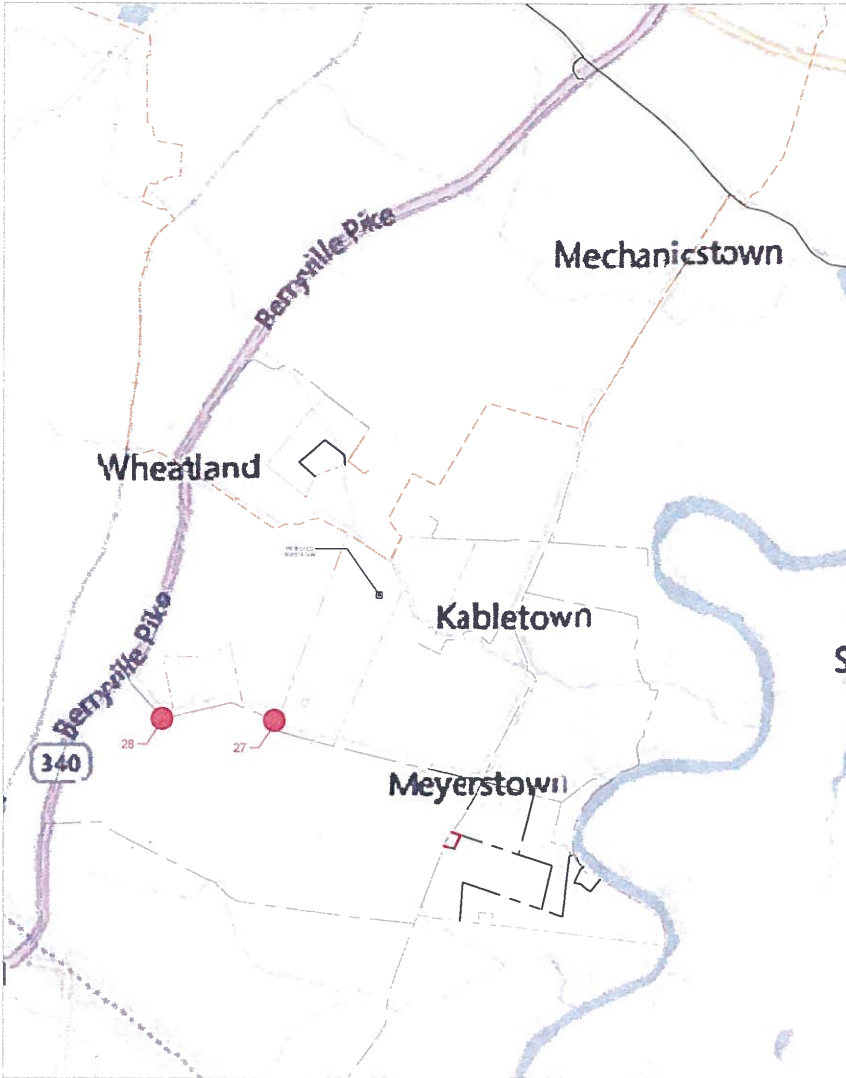 Berryville Pike
Mechanicstown
Wheatland
Kabletown
Berryville Pike
28
27
340
Meyerstown
S